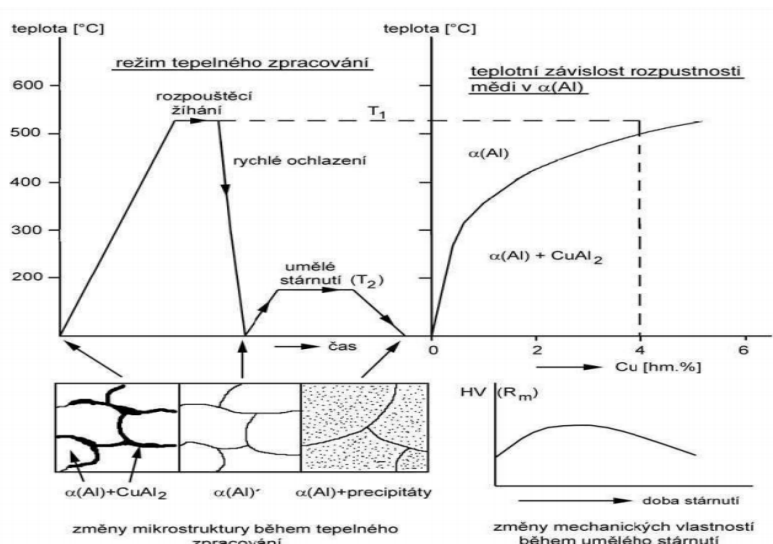 teplota [°C]
režim tepelného zpracování
600
rozpouštěcí
žíhání
T1
500
rychlé ochlazení
400
300
umělé
stárnutí (T2)
200
čas
teplota [°C]
teplotní závislost rozpustnosti
mědi v α(Al)
α(Al)
α(Al) + CuAl2
0
2
4
6
Cu [hm.%]
α(Al)+CuAl2
α(Al)´
α(Al)+precipitáty
změny mikrostruktury během tepelného
zpracování
HV (Rm)
doba stárnutí
změny mechanických vlastností
během umělého stárnutí